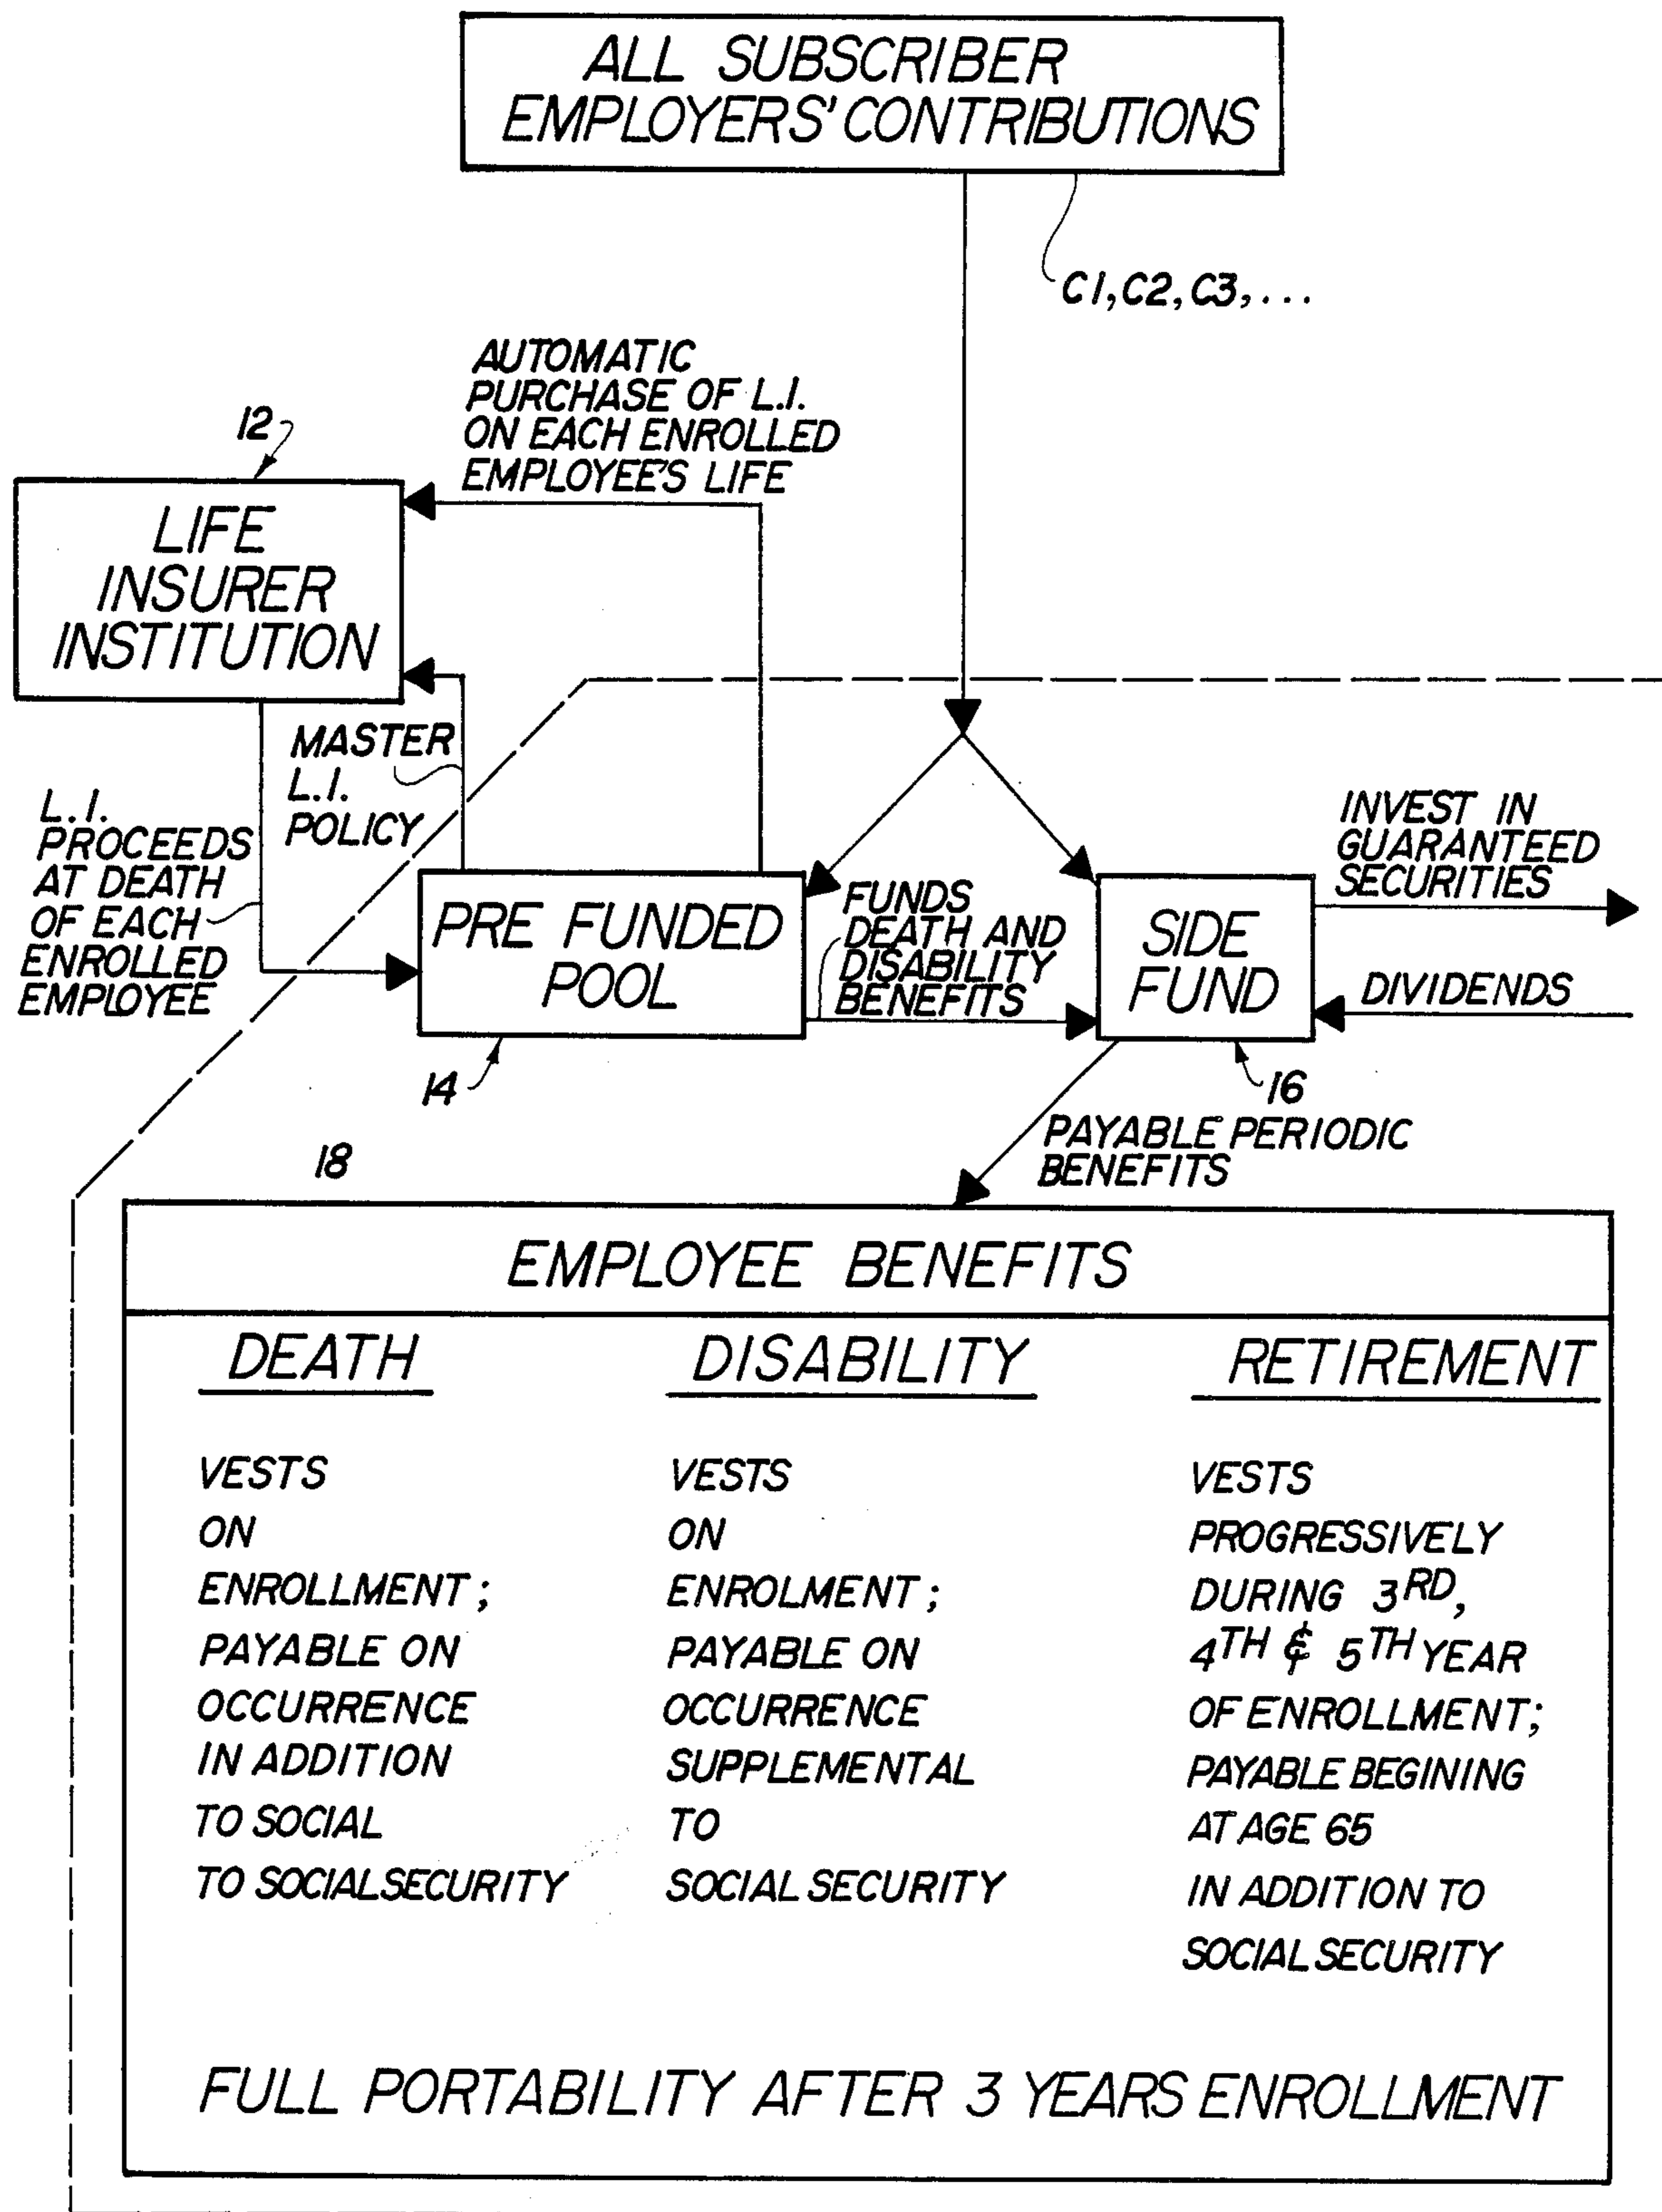 ALL SUBSCRIBER
EMPLOYERS' CONTRIBUTIONS
C1, C2, C3, ...
AUTOMATIC
PURCHASE OF L.I.
ON EACH ENROLLED
EMPLOYEE'S LIFE
12
LIFE
INSURER
INSTITUTION
MASTER
L.I.
POLICY
L.I.
PROCEEDS
AT DEATH
OF EACH
ENROLLED
EMPLOYEE
PRE FUNDED
POOL
14
FUNDS
DEATH AND
DISABILITY
BENEFITS
SIDE
FUND
16
INVEST IN
GUARANTEED
SECURITIES
DIVIDENDS
PAYABLE PERIODIC
BENEFITS
18
EMPLOYEE BENEFITS
DEATH
VESTS
ON
ENROLLMENT;
PAYABLE ON
OCCURRENCE
IN ADDITION
TO SOCIAL
TO SOCIAL SECURITY
DISABILITY
VESTS
ON
ENROLMENT;
PAYABLE ON
OCCURRENCE
SUPPLEMENTAL
TO
SOCIAL SECURITY
RETIREMENT
VESTS
PROGRESSIVELY
DURING 3RD,
4TH & 5TH YEAR
OF ENROLLMENT;
PAYABLE BEGINING
AT AGE 65
IN ADDITION TO
SOCIAL SECURITY
FULL PORTABILITY AFTER 3 YEARS ENROLLMENT